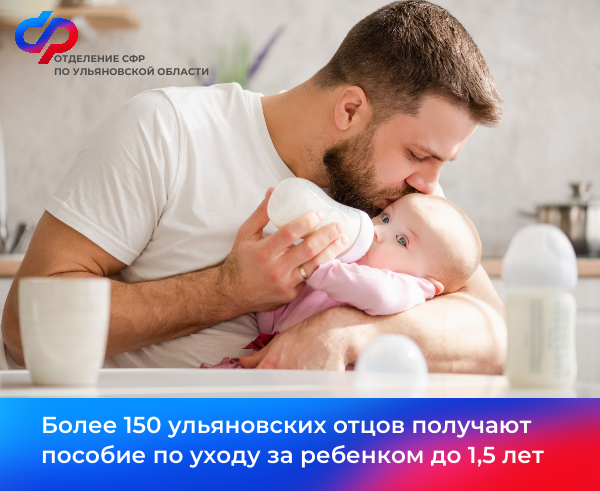 ОТДЕЛЕНИЕ СФР
ПО УЛЬЯНОВСКОЙ ОБЛАСТИ
Более 150 ульяновских отцов получают
пособие по уходу за ребенком до 1,5 лет